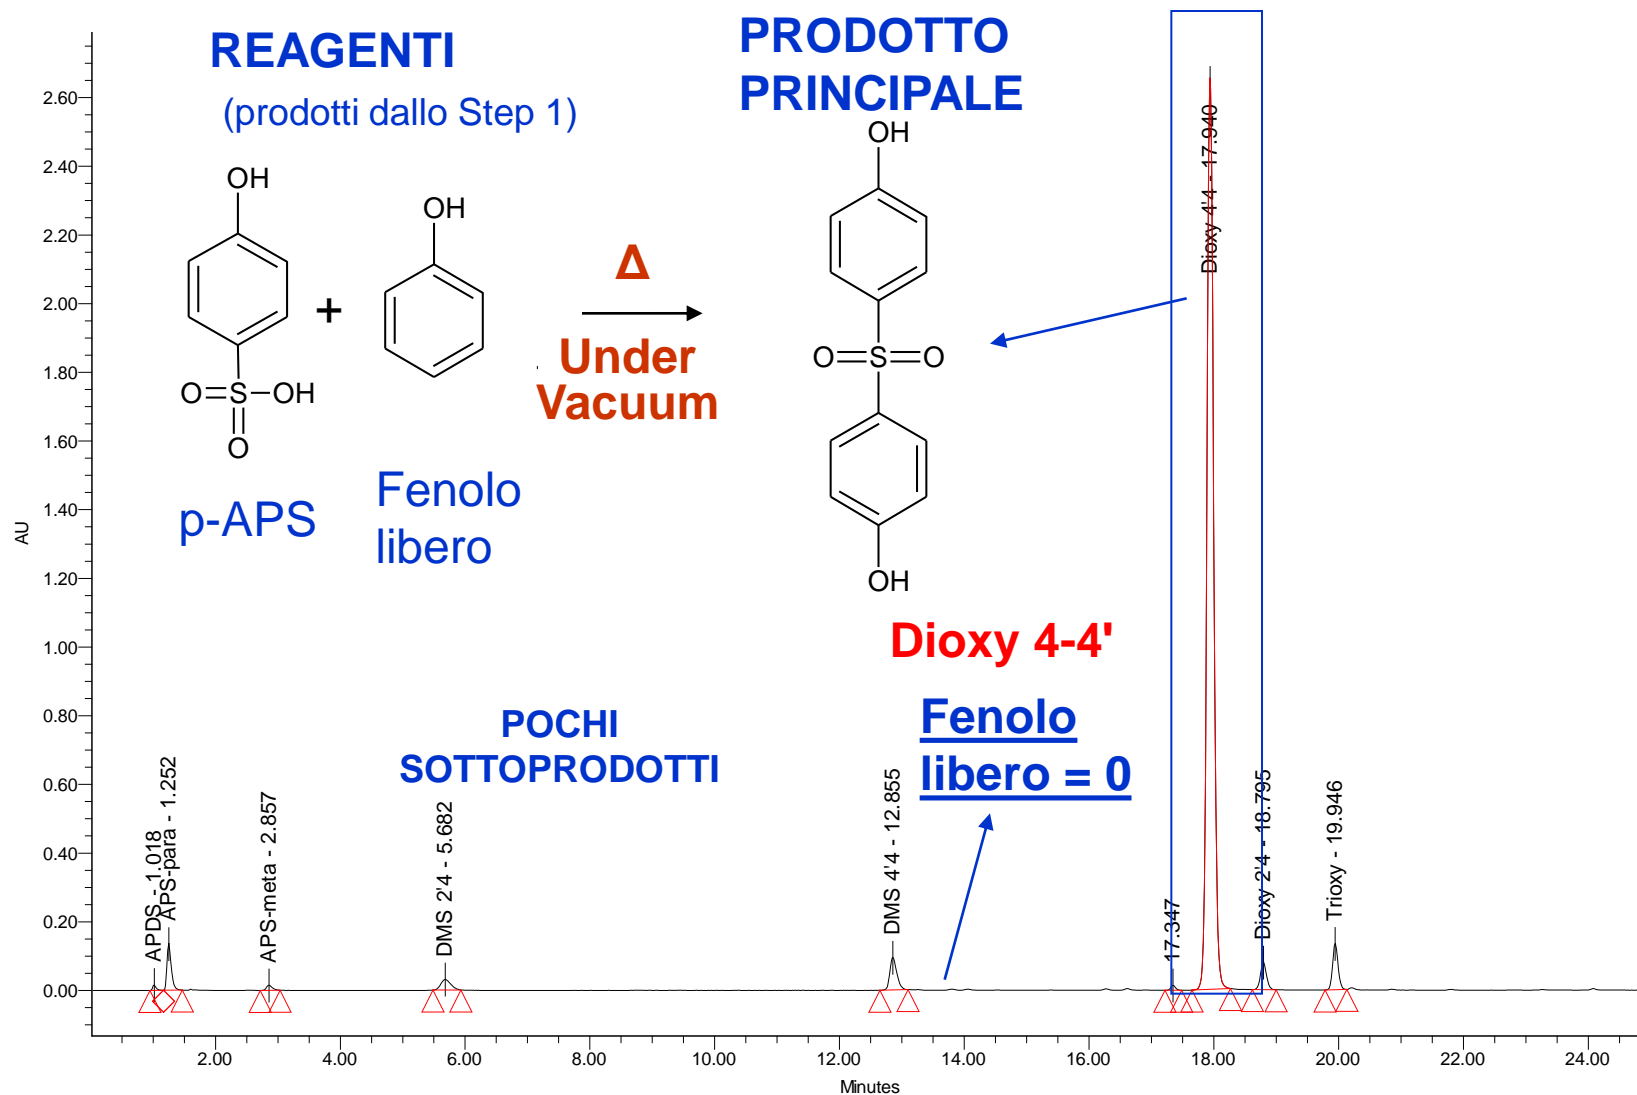 REAGENTI
(prodotti dallo Step 1)
PRODOTTO
PRINCIPALE
OH
O
S
OH
O
+
OH
Δ
Under
Vacuum
OH
O
S
O
OH
p-APS
Fenolo
libero
Dioxy 4-4'
Fenolo
libero = 0
POCHI
SOTTOPRODOTTI
APDS - 1.018
APS-para - 1.252
APS-meta - 2.857
DMS 2'4 - 5.682
DMS 4'4 - 12.855
17.347
Dioxy 4'4 - 17.940
Dioxy 2'4 - 18.795
Trioxy - 19.946
AU
2.60
2.40
2.20
2.00
1.80
1.60
1.40
1.20
1.00
0.80
0.60
0.40
0.20
0.00
2.00 4.00 6.00 8.00 10.00 12.00 14.00 16.00 18.00 20.00 22.00 24.00
Minutes